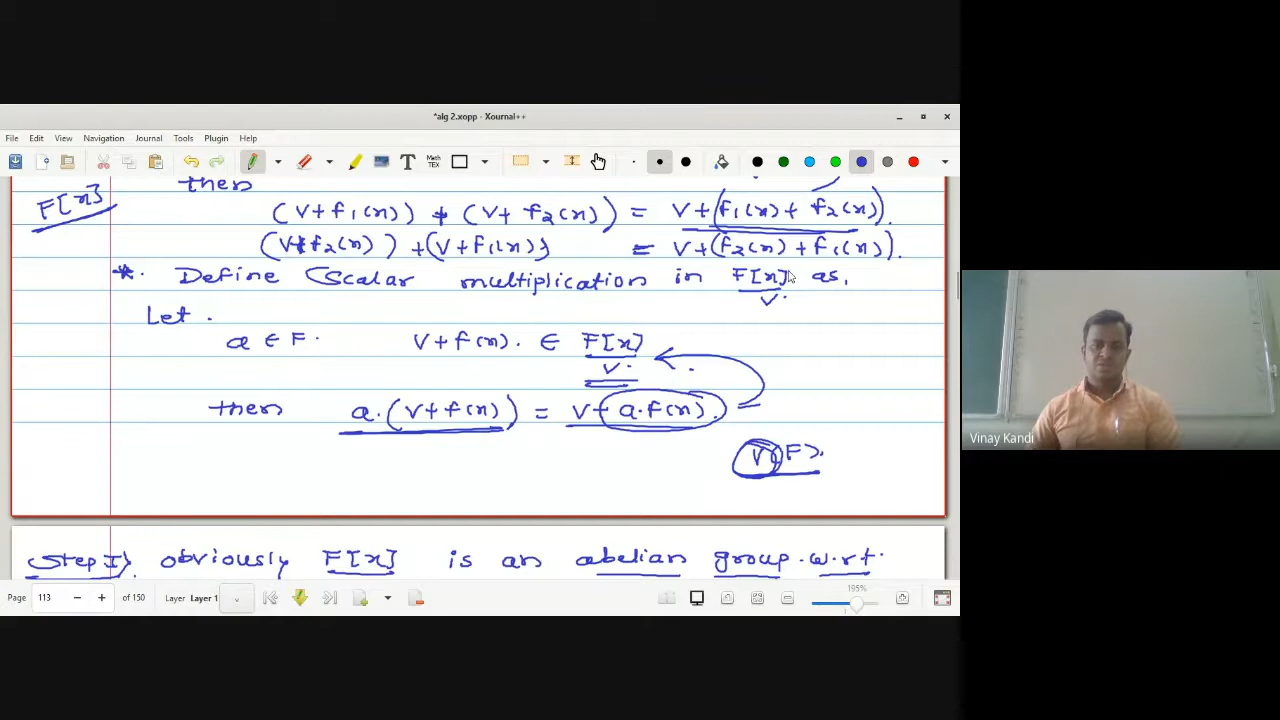 *alg 2.xopp - Xournal++
File Edit View Navigation Journal Tools Plugin Help
then
F[x]
(V+f1(x)) + (V+f2(x)) = V+(f1(x)+f2(x)).
(V+f2(x)) + (V+f1(x)) = V+(f2(x)+f1(x)).
*. Define Scalar multiplication in F[x]/V as,
Let.
a ∈ F. V+f(x). ∈ F[x]/V.
then a.(V+f(x)) = V+a.f(x).
V(F).
Step I) obviously F[x] is an abelian group.w.r.t.
Page 113 of 150 Layer Layer 1 195%
Vinay Kandi